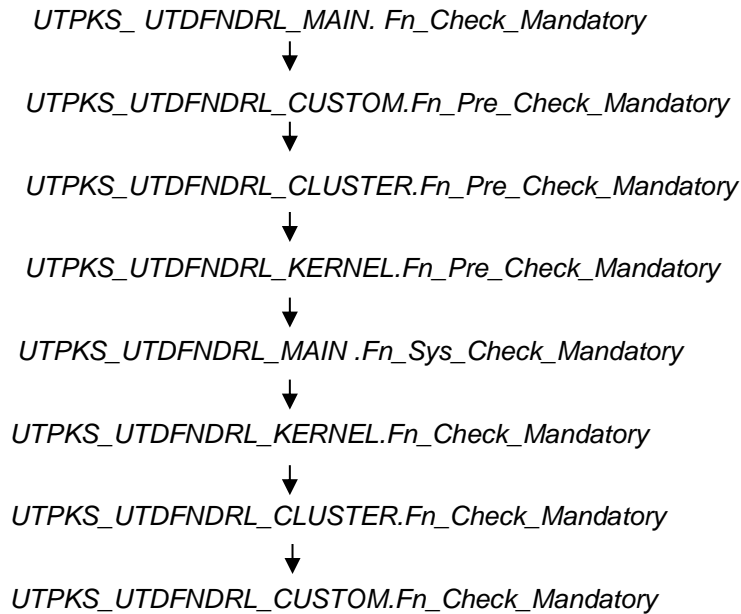 UTPKS_ UTDFNDRL_MAIN. Fn_Check_Mandatory
UTPKS_UTDFNDRL_CUSTOM.Fn_Pre_Check_Mandatory
UTPKS_UTDFNDRL_CLUSTER.Fn_Pre_Check_Mandatory
UTPKS_UTDFNDRL_KERNEL.Fn_Pre_Check_Mandatory
UTPKS_UTDFNDRL_MAIN .Fn_Sys_Check_Mandatory
UTPKS_UTDFNDRL_KERNEL.Fn_Check_Mandatory
UTPKS_UTDFNDRL_CLUSTER.Fn_Check_Mandatory
UTPKS_UTDFNDRL_CUSTOM.Fn_Check_Mandatory